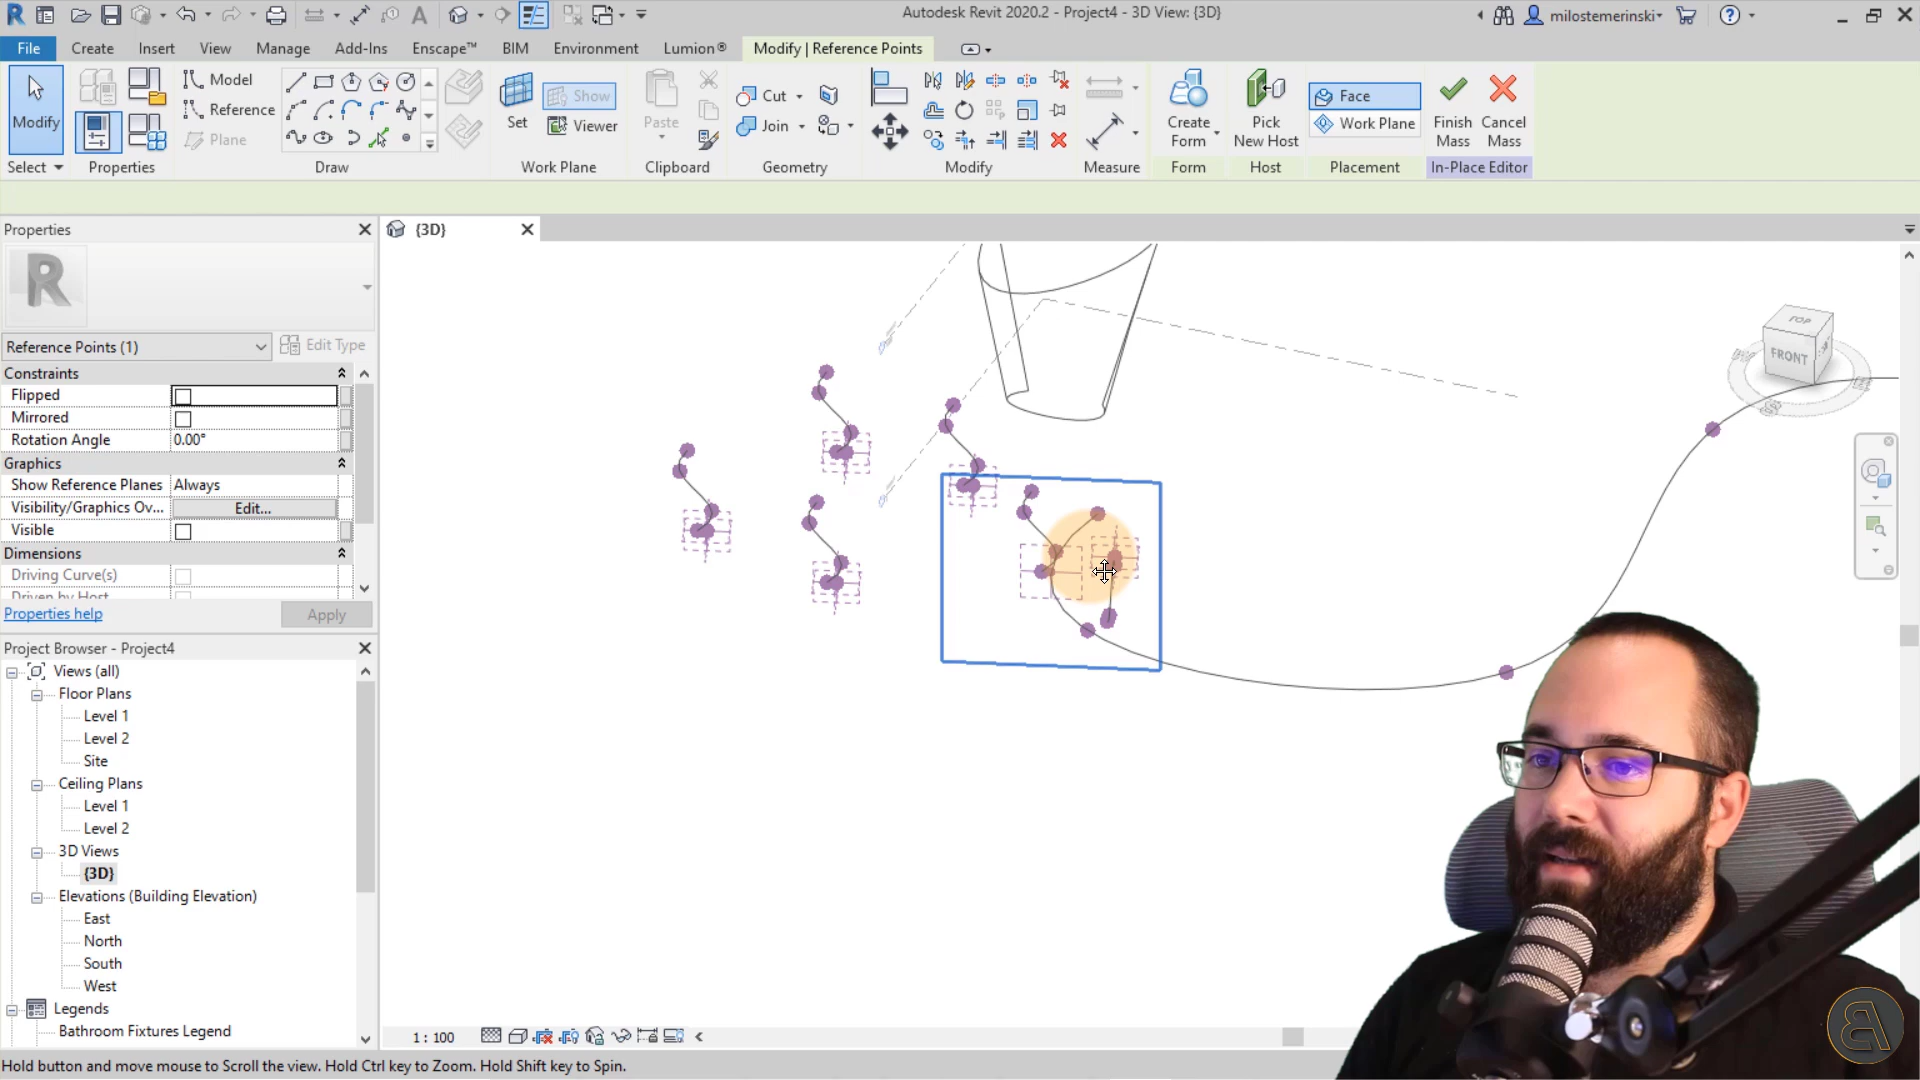 Autodesk Revit 2020.2 - Project4 - 3D View: {3D}
milostemerinski
File
Create
Insert
View
Manage
Add-Ins
Enscape™
BIM
Environment
Lumion®
Modify | Reference Points
Modify
Model
Reference
Plane
Set
Show
Viewer
Paste
Cut
Join
Create
Form
Pick
New Host
Face
Work Plane
Finish
Mass
Cancel
Mass
Select
Properties
Draw
Work Plane
Clipboard
Geometry
Modify
Measure
Form
Host
Placement
In-Place Editor
Properties
{3D}
R
Reference Points (1)
Edit Type
Constraints
Flipped
Mirrored
Rotation Angle
0.00°
Graphics
Show Reference Planes
Always
Visibility/Graphics Ov...
Edit...
Visible
Dimensions
Driving Curve(s)
Driven by Host
Properties help
Apply
TOP
FRONT
Project Browser - Project4
Views (all)
Floor Plans
Level 1
Level 2
Site
Ceiling Plans
Level 1
Level 2
3D Views
{3D}
Elevations (Building Elevation)
East
North
South
West
Legends
Bathroom Fixtures Legend
1 : 100
Hold button and move mouse to Scroll the view. Hold Ctrl key to Zoom. Hold Shift key to Spin.